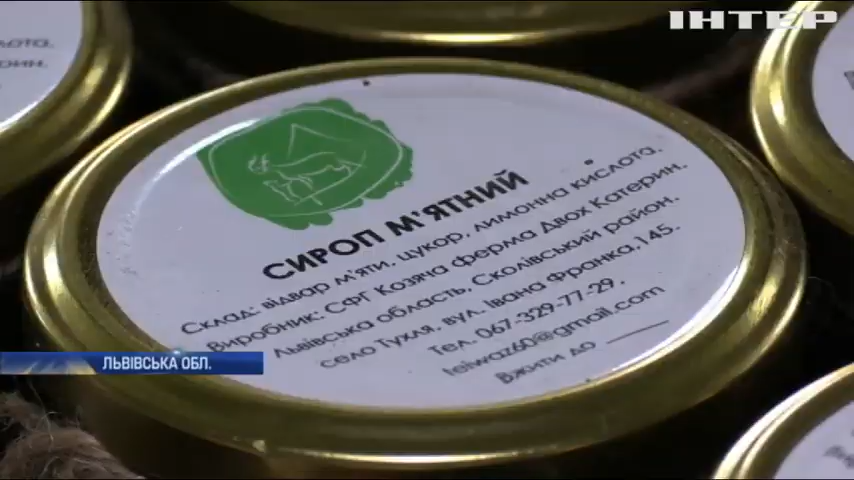 ІНТЕР
СИРОП М'ЯТНИЙ
Склад: відвар м'яти, цукор, лимонна кислота.
Виробник: СФГ Козяча ферма Двох Катерин.
Львівська область, Сколівський район.
село Тухля, вул. Івана Франка,145.
Тел. 067-329-77-29.
leiwaz60@gmail.com
Вжити до
ЛЬВІВСЬКА ОБЛ.